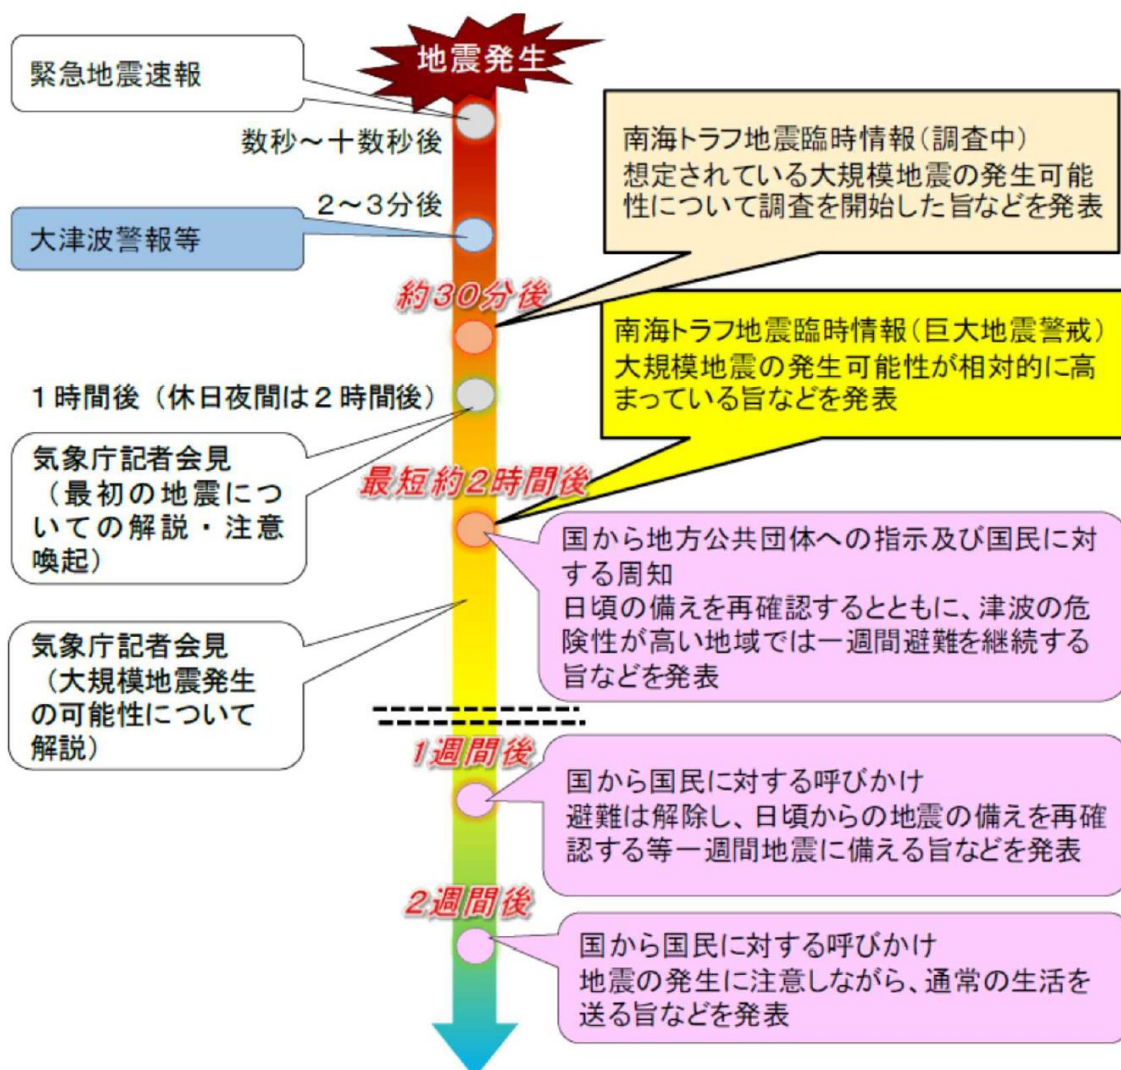 地震発生
緊急地震速報
数秒～十数秒後
2～3分後
大津波警報等
約30分後
南海トラフ地震臨時情報(調査中)
想定されている大規模地震の発生可能
性について調査を開始した旨などを発表
1時間後（休日夜間は2時間後）
気象庁記者会見
（最初の地震につ
いての解説・注意
喚起）
最短約2時間後
南海トラフ地震臨時情報(巨大地震警戒)
大規模地震の発生可能性が相対的に高
まっている旨などを発表
国から地方公共団体への指示及び国民に対
する周知
日頃の備えを再確認するとともに、津波の危
険性が高い地域では一週間避難を継続する
旨などを発表
気象庁記者会見
（大規模地震発生
の可能性について
解説）
1週間後
国から国民に対する呼びかけ
避難は解除し、日頃からの地震の備えを再確
認する等一週間地震に備える旨などを発表
2週間後
国から国民に対する呼びかけ
地震の発生に注意しながら、通常の生活を
送る旨などを発表